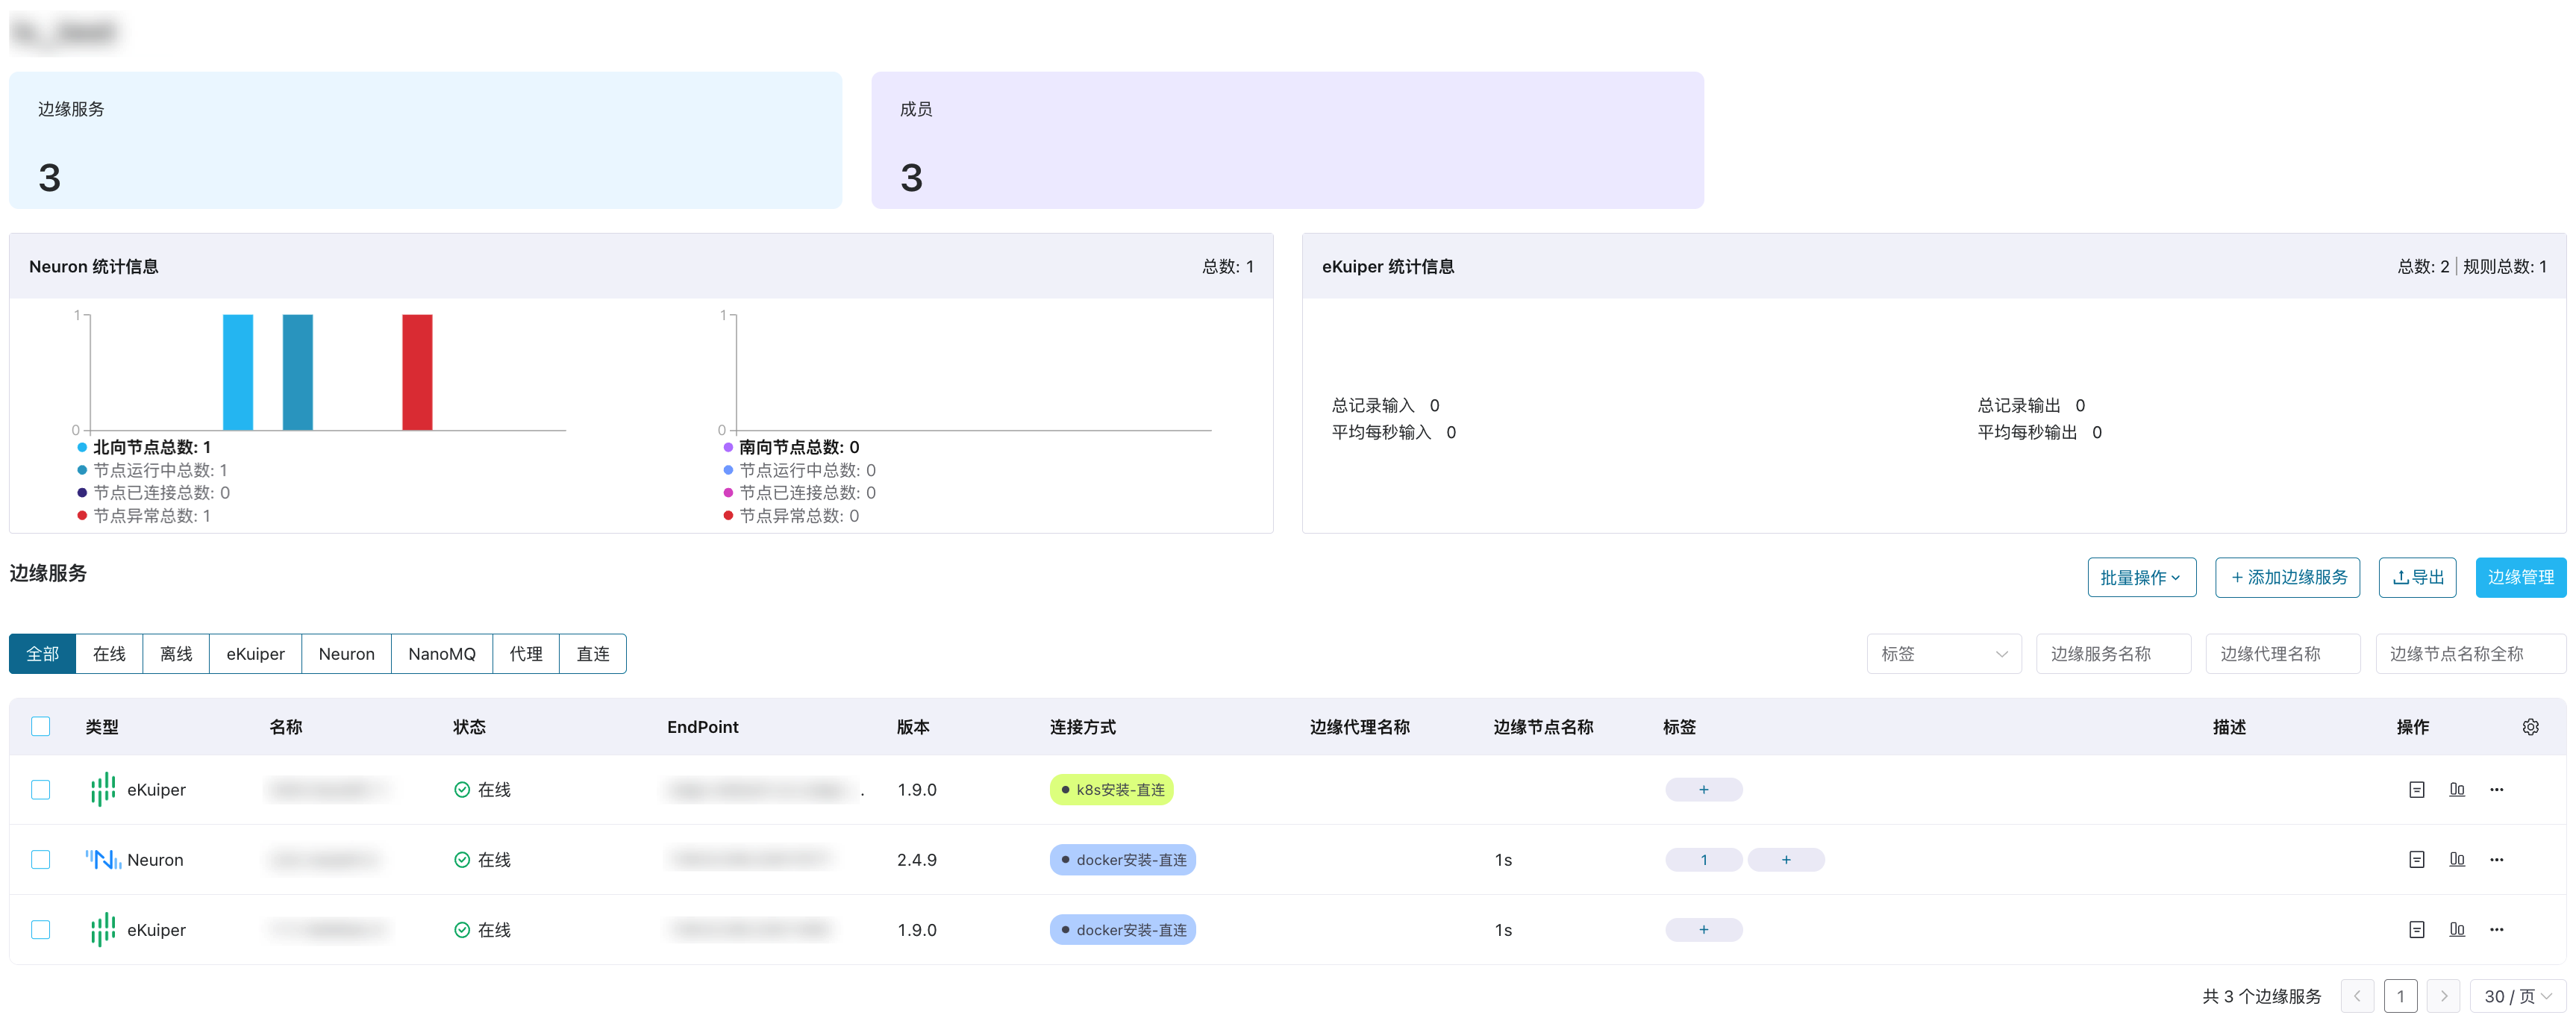 边缘服务
3
成员
3
Neuron 统计信息
总数: 1
1
0
北向节点总数: 1
节点运行中总数: 1
节点已连接总数: 0
节点异常总数: 1
1
0
南向节点总数: 0
节点运行中总数: 0
节点已连接总数: 0
节点异常总数: 0
eKuiper 统计信息
总数: 2 | 规则总数: 1
总记录输入 0
平均每秒输入 0
总记录输出 0
平均每秒输出 0
边缘服务
批量操作
+ 添加边缘服务
导出
边缘管理
全部 在线 离线 eKuiper Neuron NanoMQ 代理 直连
标签 边缘服务名称 边缘代理名称 边缘节点名称全称
类型 名称 状态 EndPoint 版本 连接方式 边缘代理名称 边缘节点名称 标签 描述 操作
eKuiper 在线 . 1.9.0 k8s安装-直连 + ···
Neuron 在线 2.4.9 docker安装-直连 1s 1 + ···
eKuiper 在线 1.9.0 docker安装-直连 1s + ···
共 3 个边缘服务 < 1 > 30 / 页